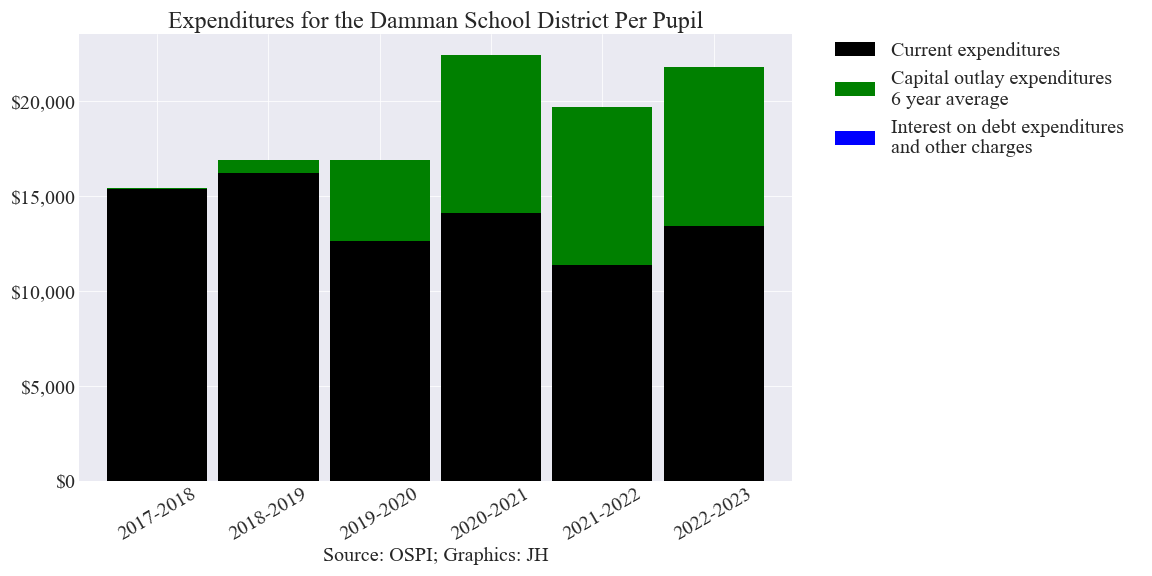 Expenditures for the Damman School District Per Pupil
Current expenditures
Capital outlay expenditures
6 year average
Interest on debt expenditures
and other charges
$20,000
$15,000
$10,000
$5,000
$0
2017-2018
2018-2019
2019-2020
2020-2021
2021-2022
2022-2023
Source: OSPI; Graphics: JH